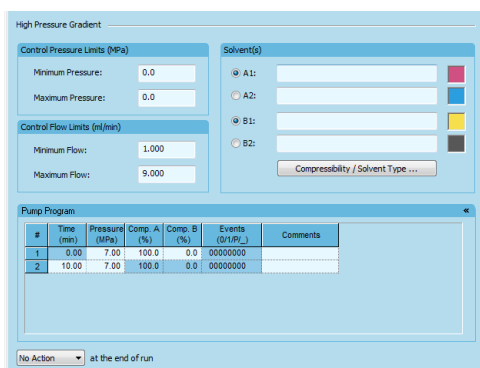 High Pressure Gradient
Control Pressure Limits (MPa)
Minimum Pressure: 0.0
Maximum Pressure: 0.0
Control Flow Limits (ml/min)
Minimum Flow: 1.000
Maximum Flow: 9.000
Solvent(s)
A1:
A2:
B1:
B2:
Compressibility / Solvent Type ...
Pump Program «
# Time (min) Pressure (MPa) Comp. A (%) Comp. B (%) Events (0/1/P/_) Comments
1 0.00 7.00 100.0 0.0 00000000
2 10.00 7.00 100.0 0.0 00000000
No Action at the end of run